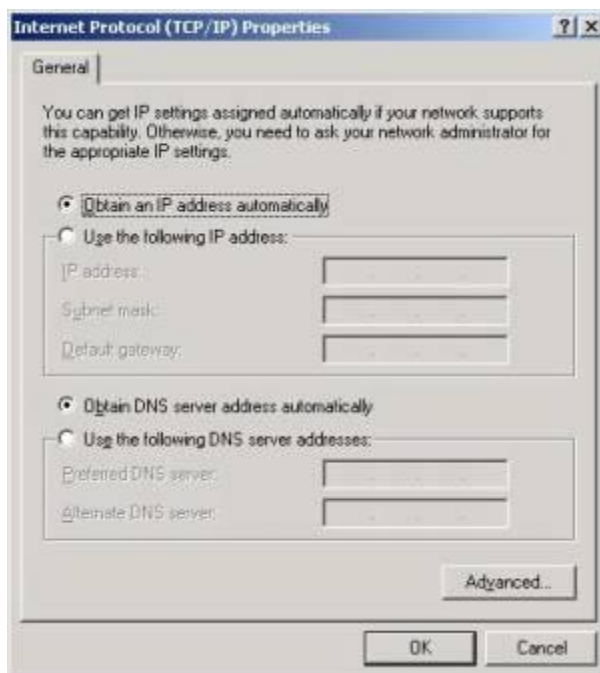 Internet Protocol (TCP/IP) Properties
General
You can get IP settings assigned automatically if your network supports
this capability. Otherwise, you need to ask your network administrator for
the appropriate IP settings.
Obtain an IP address automatically
Use the following IP address:
IP address:
Subnet mask:
Default gateway:
Obtain DNS server address automatically
Use the following DNS server addresses:
Preferred DNS server:
Alternate DNS server:
Advanced...
OK
Cancel